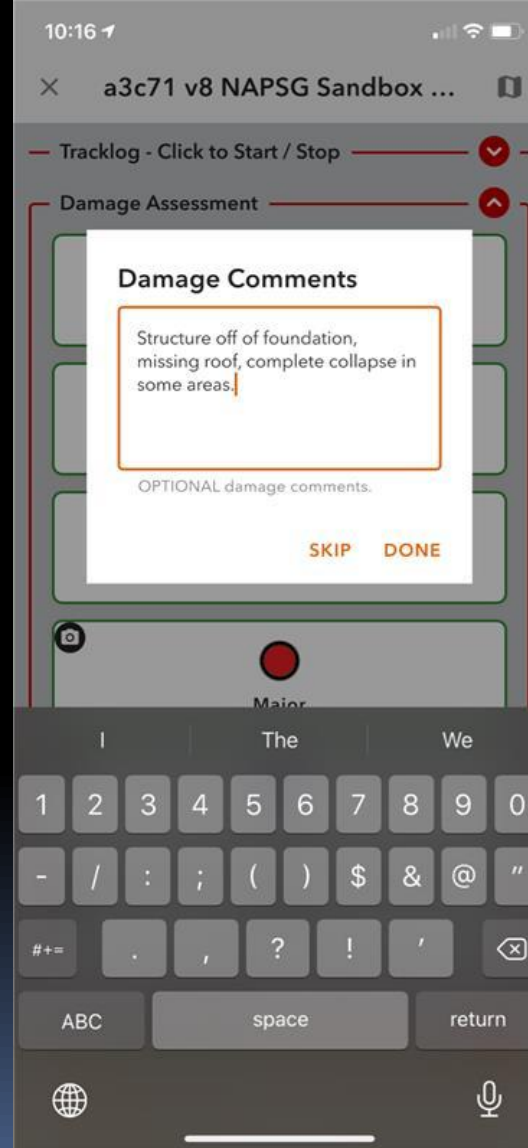 10:16
a3c71 v8 NAPSG Sandbox ...
Tracklog - Click to Start / Stop
Damage Assessment
Damage Comments
Structure off of foundation,
missing roof, complete collapse in
some areas.
OPTIONAL damage comments.
SKIP DONE
Major
I The We
1 2 3 4 5 6 7 8 9 0
- / : ; ( ) $ & @ "
#+= . , ? ! '
ABC space return